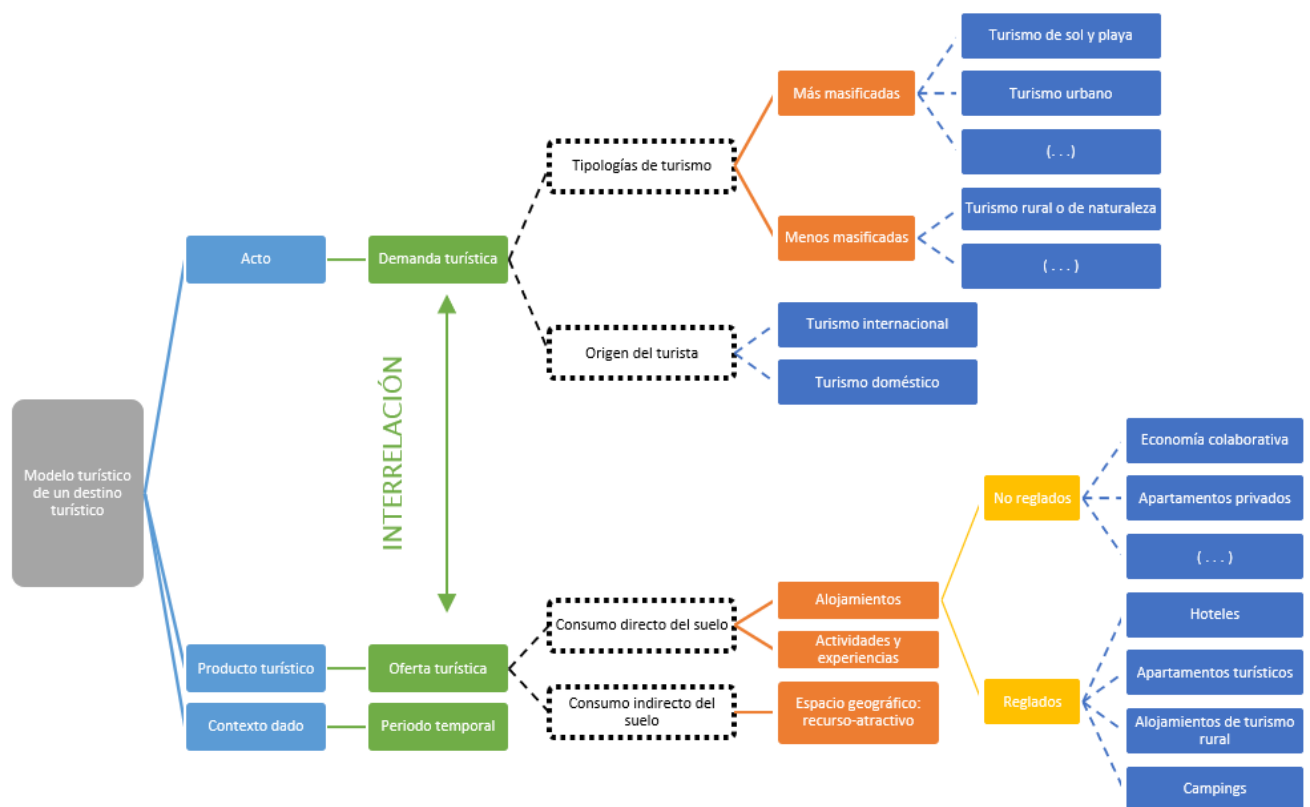 Turismo de sol y playa
Más masificadas
Turismo urbano
Tipologías de turismo
(. . .)
Turismo rural o de naturaleza
Menos masificadas
Acto
Demanda turística
( . . . )
Turismo internacional
Origen del turista
Turismo doméstico
INTERRELACIÓN
Modelo turístico
de un destino
turístico
Economía colaborativa
No reglados
Apartamentos privados
( . . . )
Alojamientos
Hoteles
Consumo directo del suelo
Actividades y
experiencias
Producto turístico
Oferta turística
Apartamentos turísticos
Reglados
Consumo indirecto del
suelo
Espacio geográfico:
recurso-atractivo
Contexto dado
Periodo temporal
Alojamientos de turismo
rural
Campings